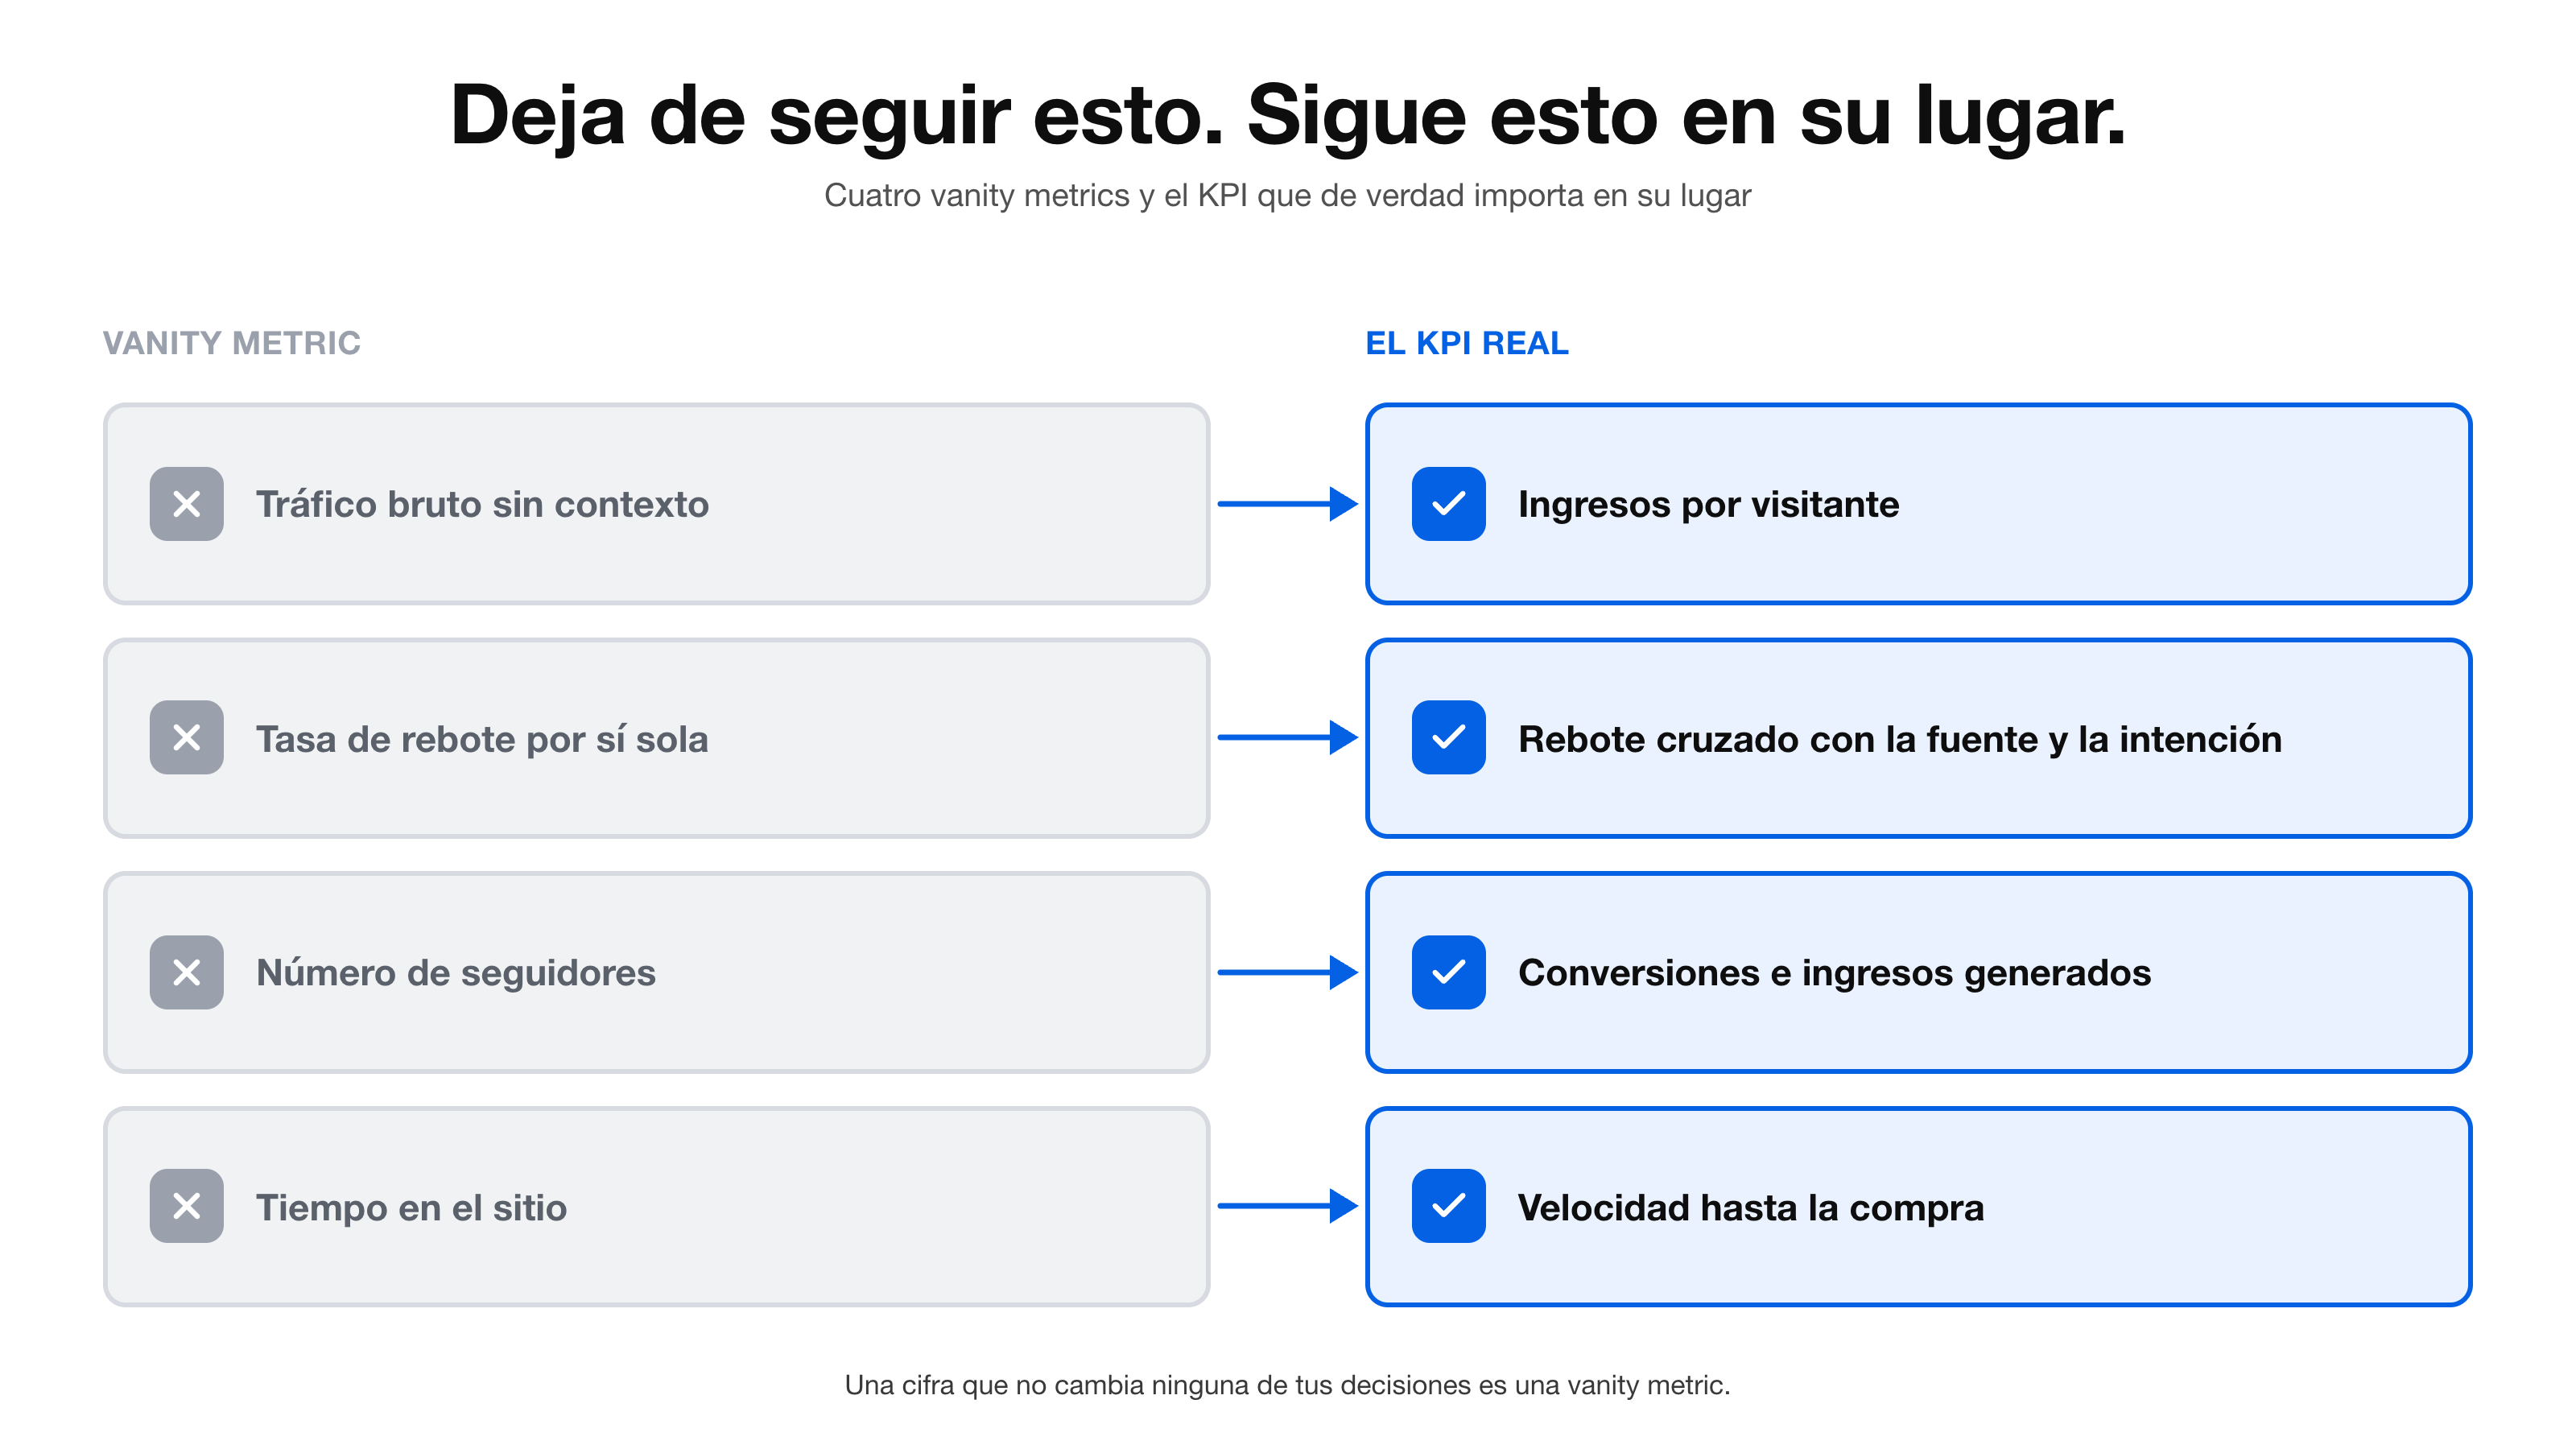 Deja de seguir esto. Sigue esto en su lugar.
Cuatro vanity metrics y el KPI que de verdad importa en su lugar
VANITY METRIC
EL KPI REAL
Tráfico bruto sin contexto
Ingresos por visitante
Tasa de rebote por sí sola
Rebote cruzado con la fuente y la intención
Número de seguidores
Conversiones e ingresos generados
Tiempo en el sitio
Velocidad hasta la compra
Una cifra que no cambia ninguna de tus decisiones es una vanity metric.